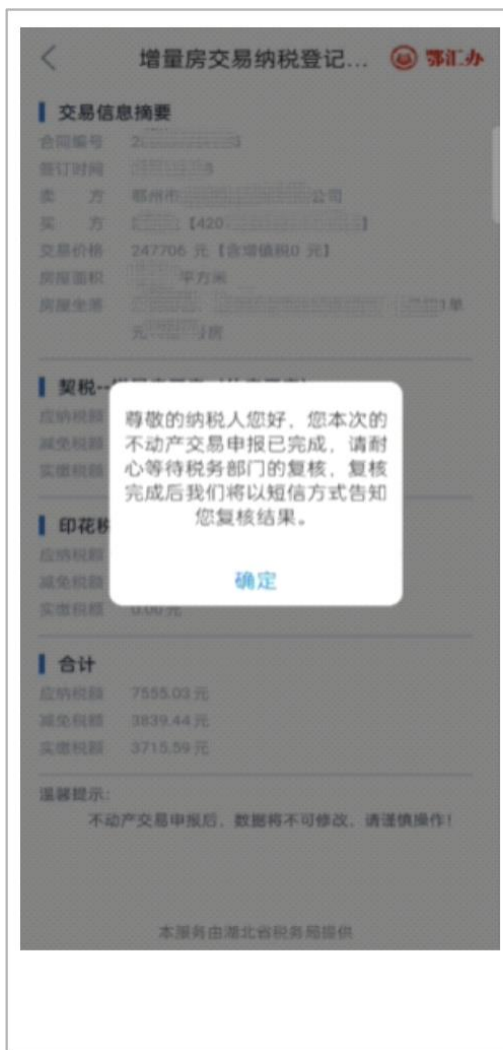 增量房交易纳税登记... 鄂汇办
交易信息摘要
合同编号
签订时间
卖 方 鄂州市 公司
买 方 【420 】
交易价格 247706 元【含增值税0 元】
房屋面积 平方米
房屋坐落 1单
元 房
契税--
应纳税额
减免税额
实缴税额
尊敬的纳税人您好,您本次的
不动产交易申报已完成,请耐
心等待税务部门的复核,复核
完成后我们将以短信方式告知
您复核结果。
确定
印花税
应纳税额
减免税额
实缴税额 0.00 元
合计
应纳税额 7555.03 元
减免税额 3839.44 元
实缴税额 3715.59 元
温馨提示:
不动产交易申报后,数据将不可修改,请谨慎操作!
本服务由湖北省税务局提供